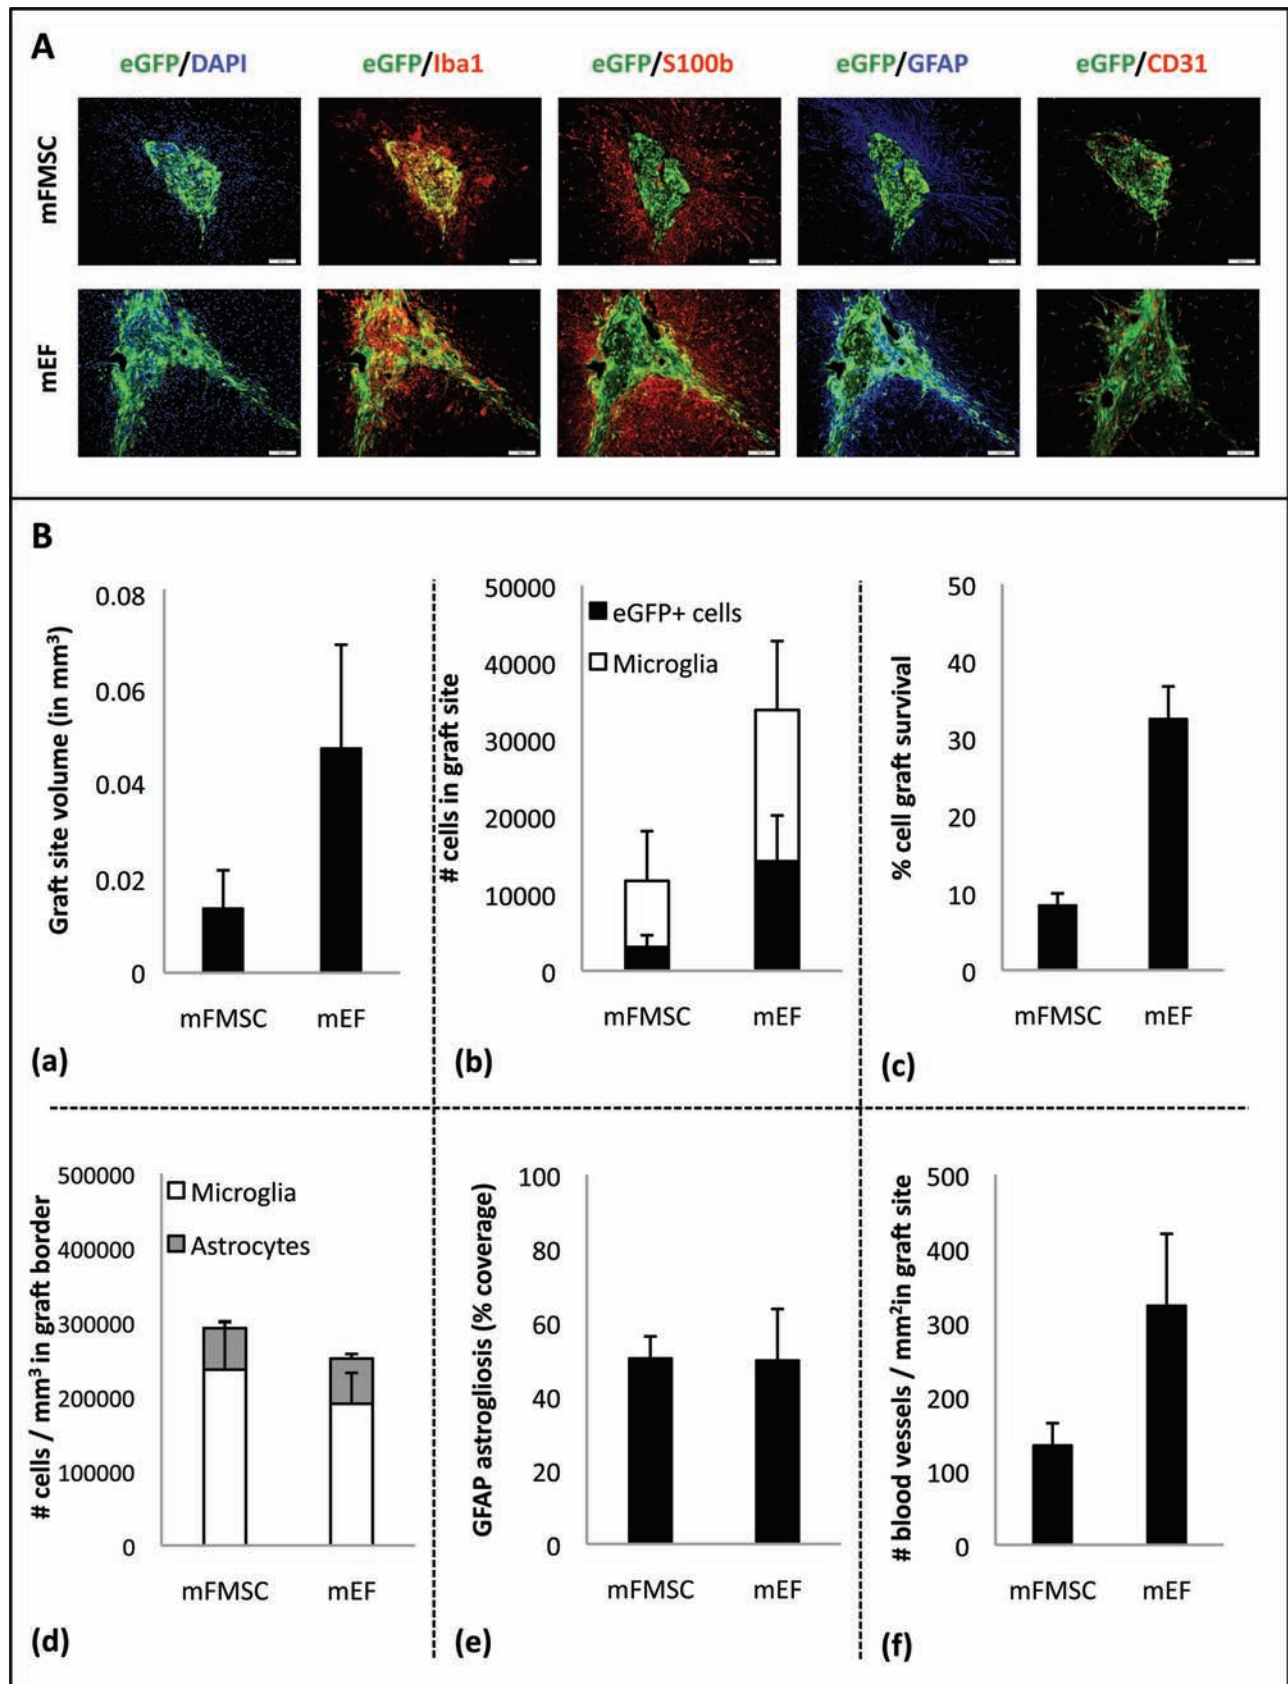 A
eGFP/DAPI
eGFP/Iba1
eGFP/S100b
eGFP/GFAP
eGFP/CD31
mFMSC
mEF
B
Graft site volume (in mm³)
0.08
0.06
0.04
0.02
0
mFMSC
mEF
(a)
# cells in graft site
50000
40000
30000
20000
10000
0
eGFP+ cells
Microglia
mFMSC
mEF
(b)
% cell graft survival
50
40
30
20
10
0
mFMSC
mEF
(c)
# cells / mm³ in graft border
500000
400000
300000
200000
100000
0
Microglia
Astrocytes
mFMSC
mEF
(d)
GFAP astrogliosis (% coverage)
100
80
60
40
20
0
mFMSC
mEF
(e)
# blood vessels / mm² in graft site
500
400
300
200
100
0
mFMSC
mEF
(f)